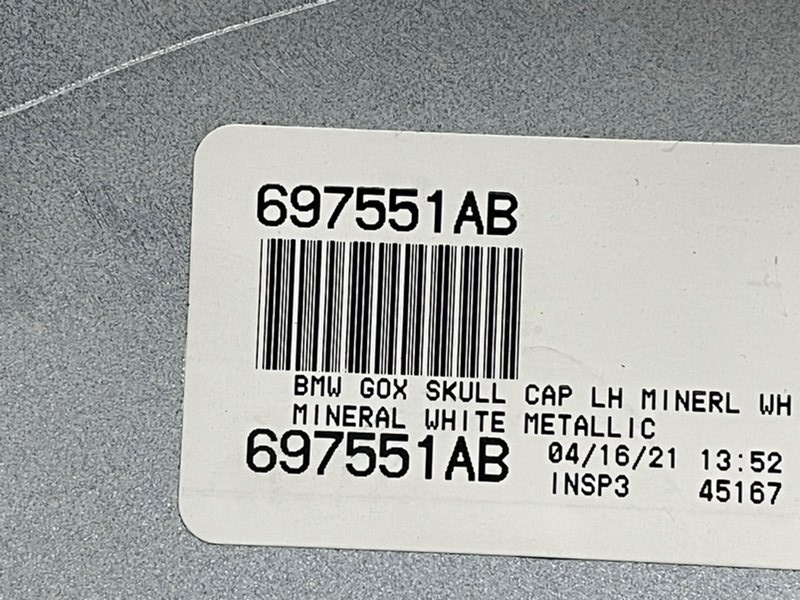 697551AB
BMW GOX SKULL CAP LH MINERL WH
MINERAL WHITE METALLIC
697551AB 04/16/21 13:52
INSP3 45167